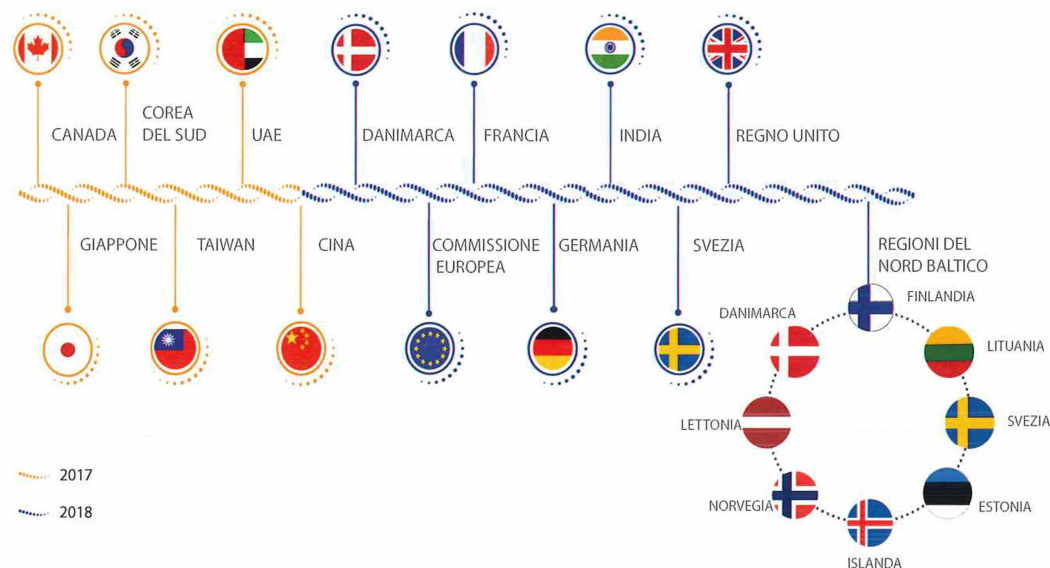 CANADA
COREA
DEL SUD
UAE
DANIMARCA
FRANCIA
INDIA
REGNO UNITO
GIAPPONE
TAIWAN
CINA
COMMISSIONE
EUROPEA
GERMANIA
SVEZIA
REGIONI DEL
NORD BALTICO
FINLANDIA
DANIMARCA
LITUANIA
LETTONIA
SVEZIA
NORVEGIA
ESTONIA
ISLANDA
2017
2018